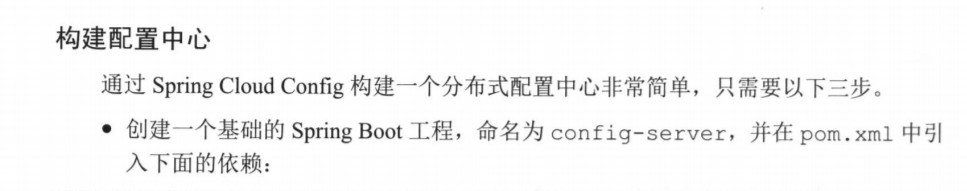 构建配置中心
通过 Spring Cloud Config 构建一个分布式配置中心非常简单，只需要以下三步。
● 创建一个基础的 Spring Boot 工程，命名为 config-server，并在 pom.xml 中引
入下面的依赖：